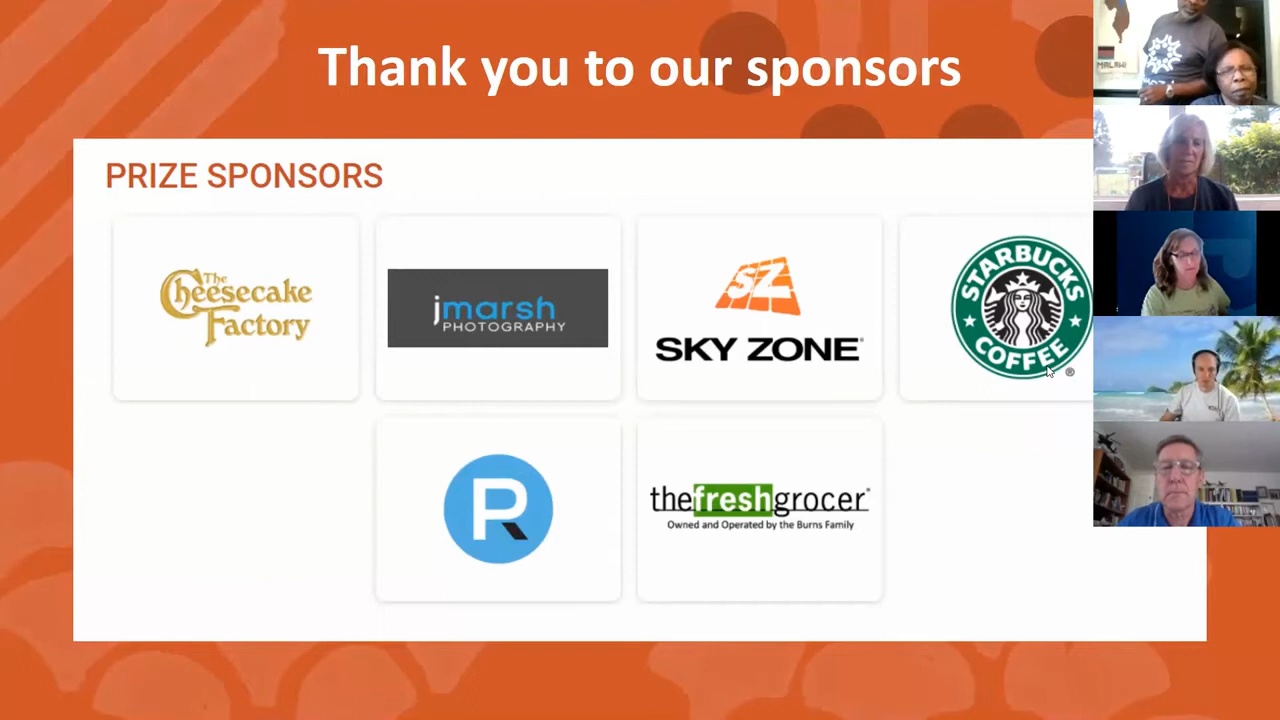 Thank you to our sponsors
PRIZE SPONSORS
The
Cheesecake
Factory
jmarsh
PHOTOGRAPHY
SZ
SKY ZONE
STARBUCKS
COFFEE
®
R
thefreshgrocer®
Owned and Operated by the Burns Family
MALAWI